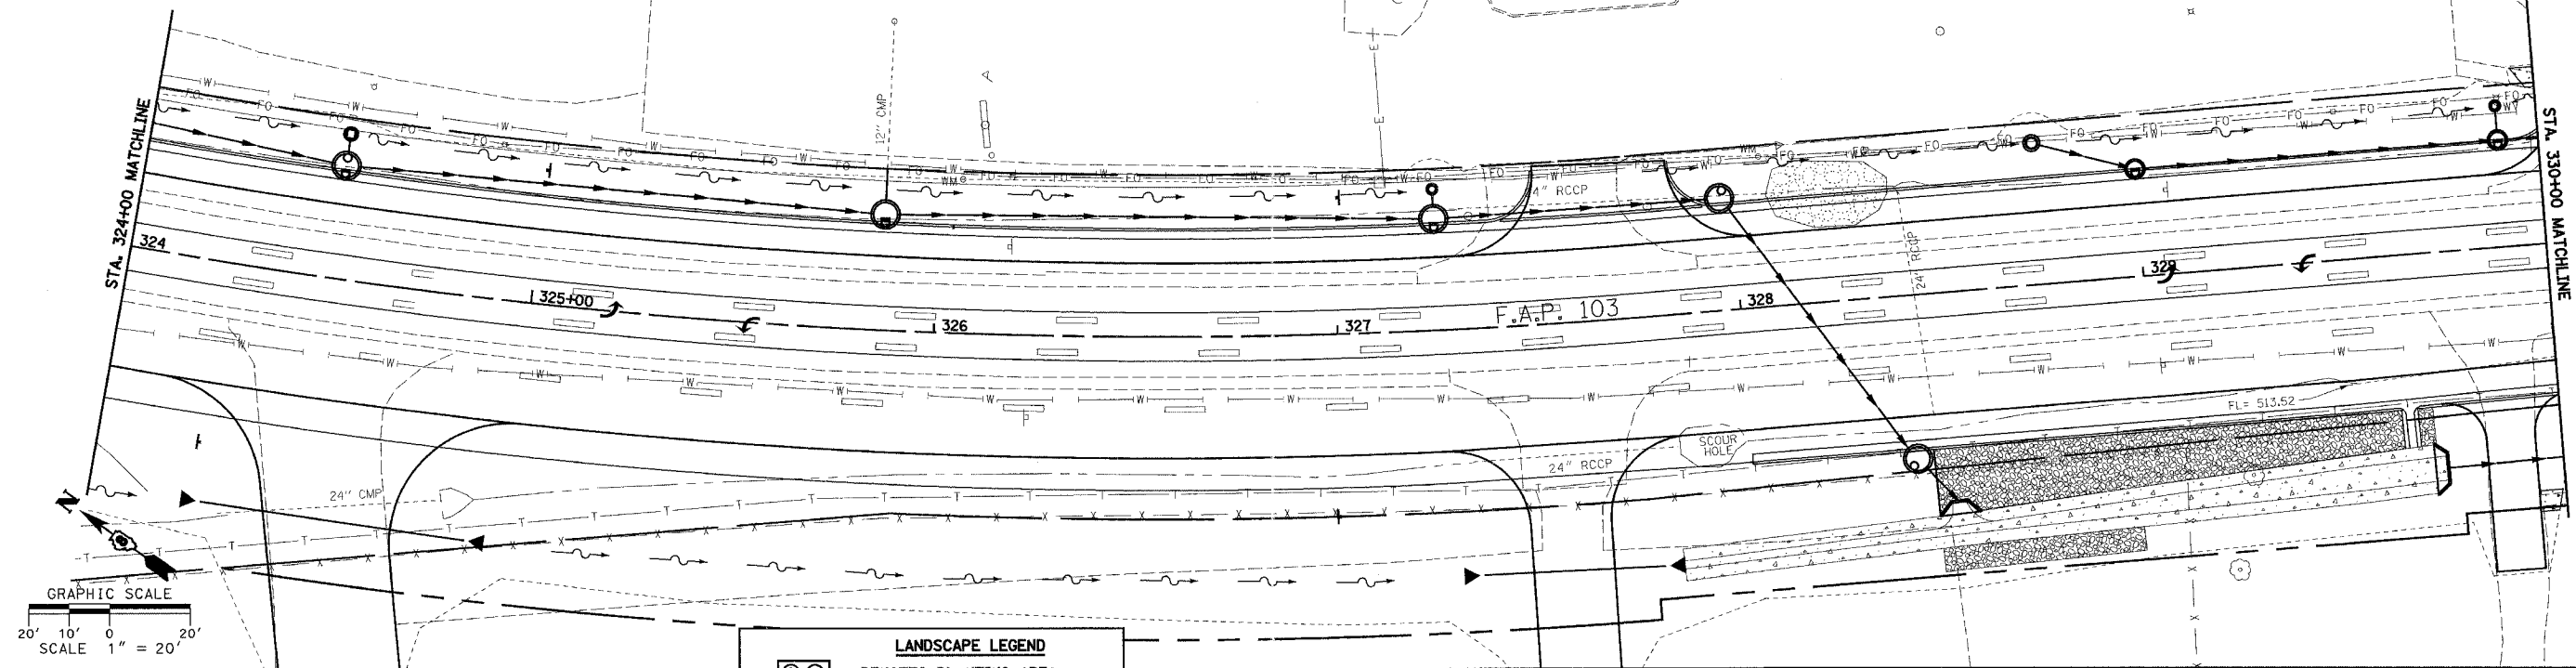 STA. 324+00 MATCHLINE
STA. 330+00 MATCHLINE
12" CMP
WM
WM
4" RCCP
24" RCCP
324
325+00
326
327
F.A.P. 103
328
329
FL= 513.52
SCOUR
HOLE
24" RCCP
24" CMP
N
GRAPHIC SCALE
20' 10' 0 20'
SCALE 1" = 20'
LANDSCAPE LEGEND